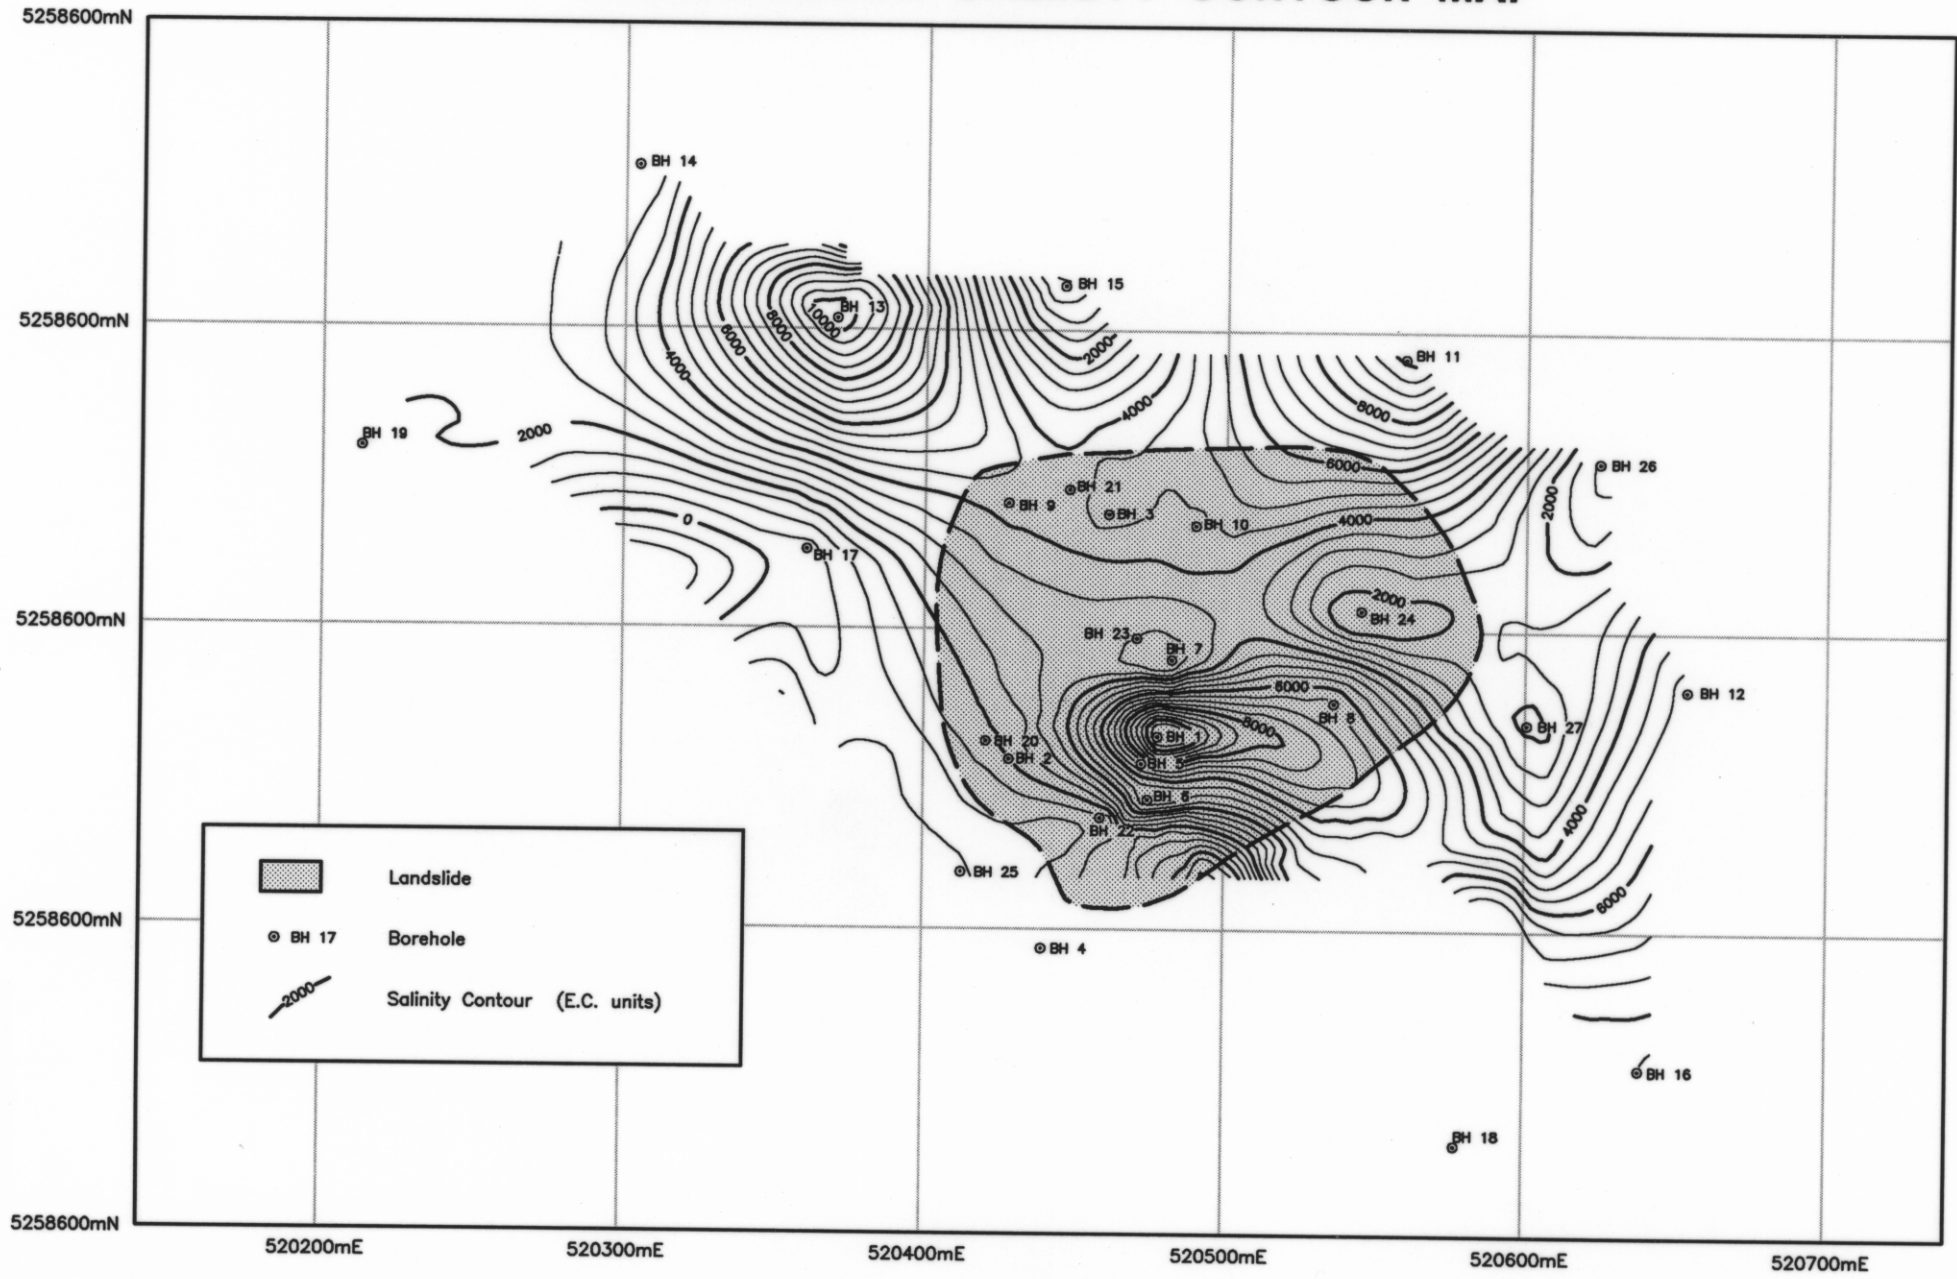 5258600mN
BH 14
BH 15
5258600mN
BH 13
10000
8000
6000
4000
2000
BH 11
8000
4000
BH 19
2000
6000
BH 26
BH 21
BH 9
BH 3
BH 10
4000
2000
0
BH 17
5258600mN
2000
BH 24
BH 23
BH 7
6000
BH 12
BH 8
8000
BH 27
BH 1
BH 20
BH 2
BH 5
BH 6
BH 22
4000
BH 25
6000
5258600mN
BH 4
Landslide
BH 17 Borehole
2000 Salinity Contour (E.C. units)
BH 16
BH 18
5258600mN
520200mE 520300mE 520400mE 520500mE 520600mE 520700mE